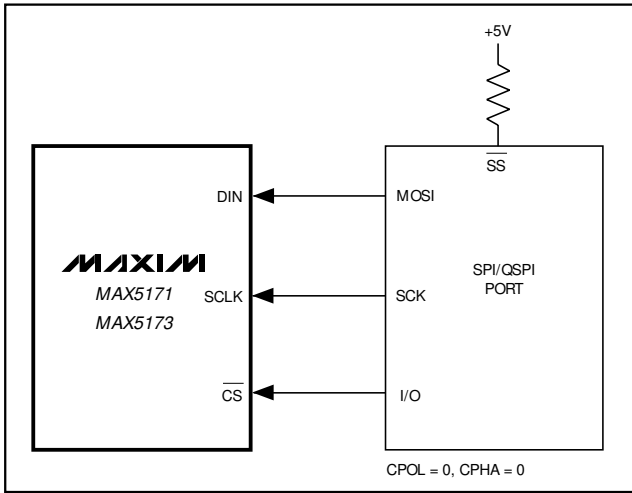 +5V
SS
DIN
MOSI
MAXIM
MAX5171
MAX5173
SCLK
SCK
SPI/QSPI
PORT
CS
I/O
CPOL = 0, CPHA = 0